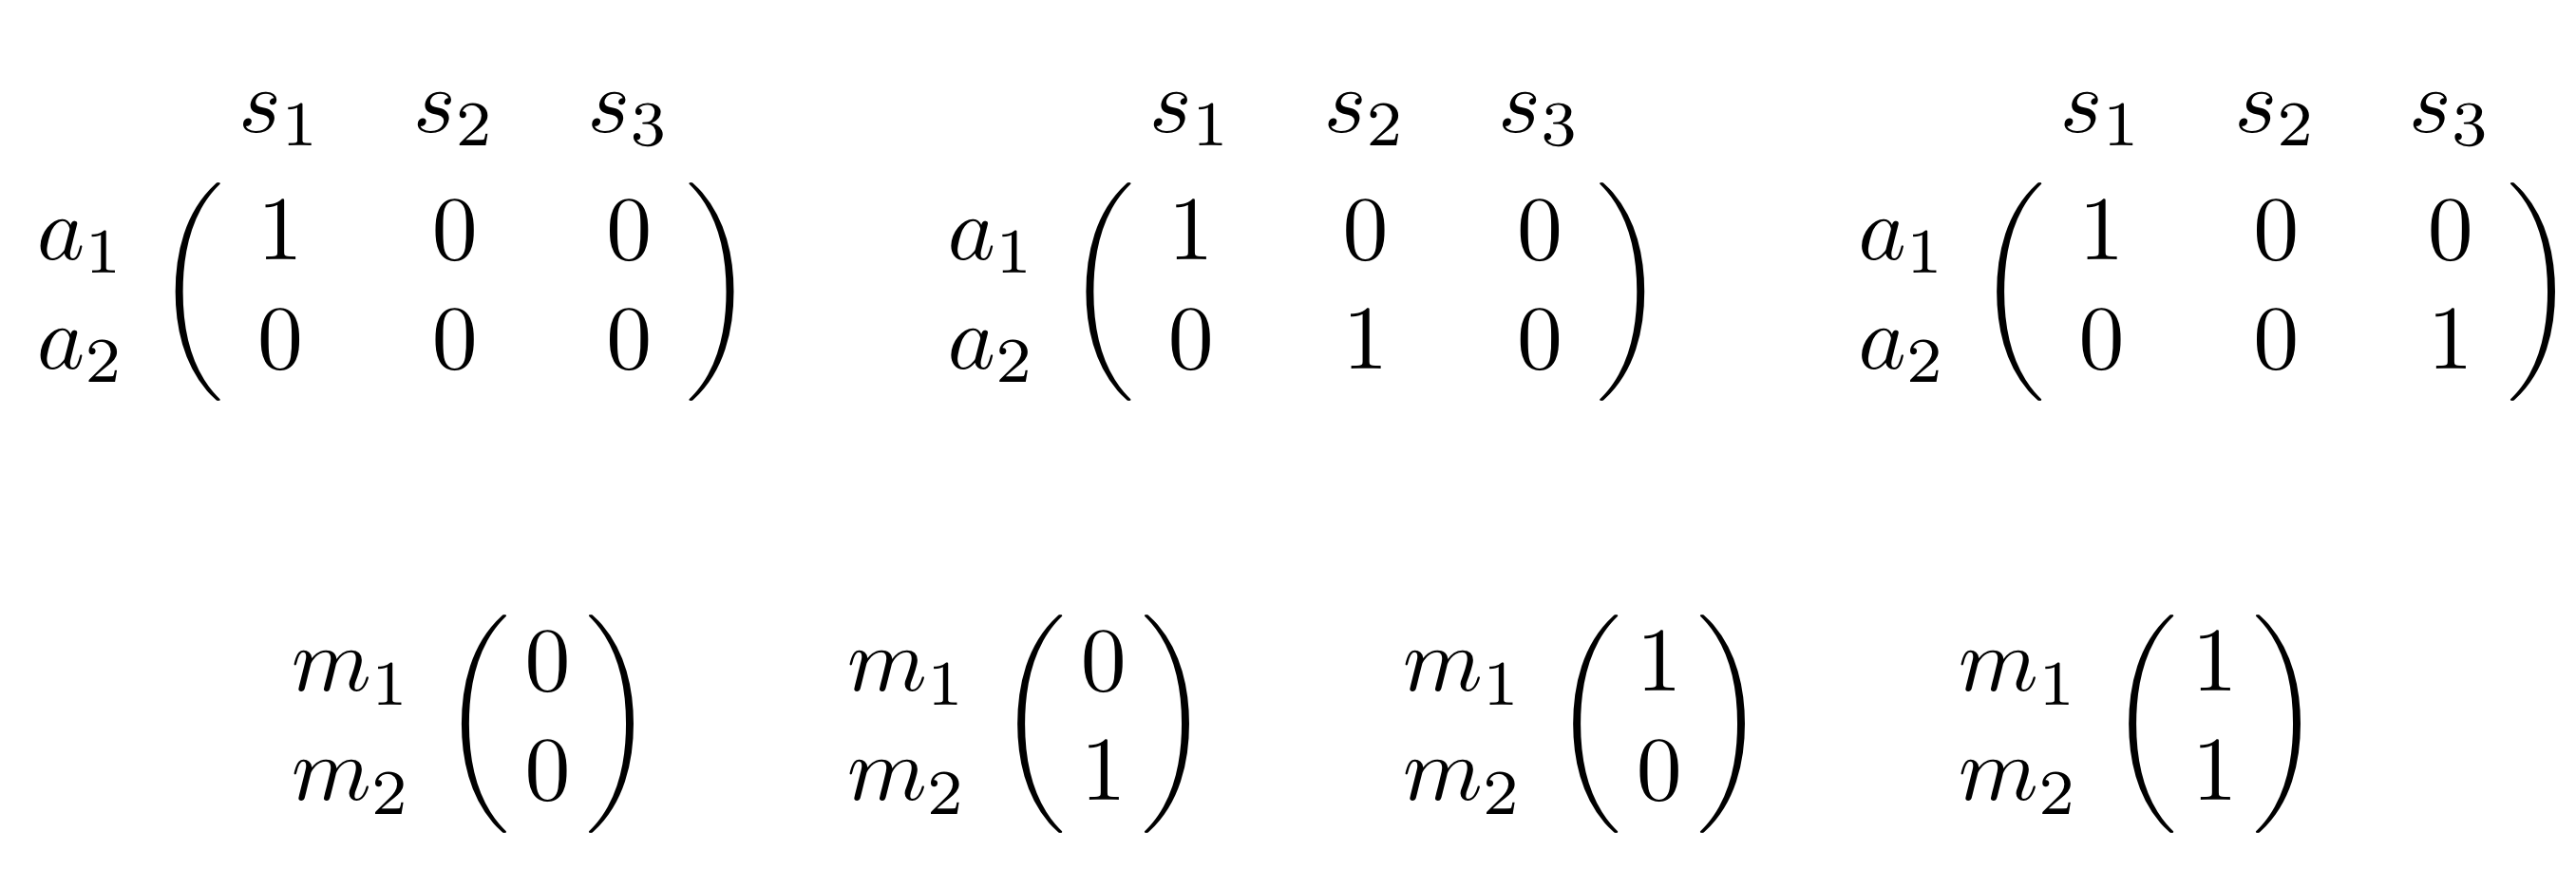 s₁ s₂ s₃ s₁ s₂ s₃ s₁ s₂ s₃
a₁ ( 1 0 0 ) a₁ ( 1 0 0 ) a₁ ( 1 0 0 )
a₂ ( 0 0 0 ) a₂ ( 0 1 0 ) a₂ ( 0 0 1 )
m₁ ( 0 ) m₁ ( 0 ) m₁ ( 1 ) m₁ ( 1 )
m₂ ( 0 ) m₂ ( 1 ) m₂ ( 0 ) m₂ ( 1 )